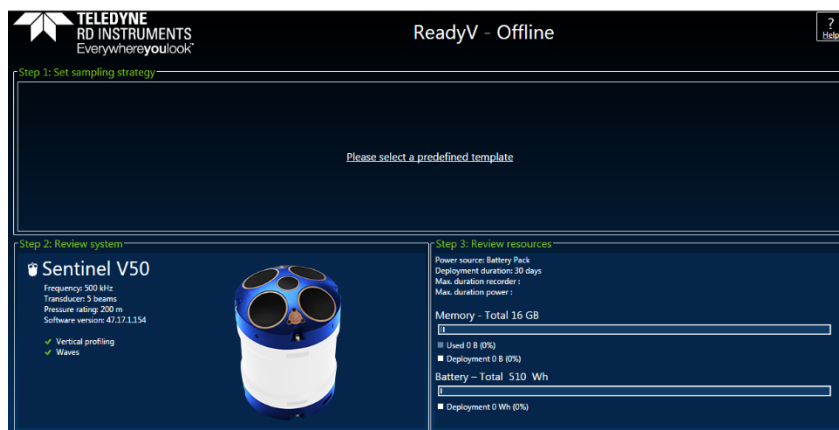 TELEDYNE
RD INSTRUMENTS
Everywhereyoulook™
ReadyV - Offline
?
Help
Step 1: Set sampling strategy
Please select a predefined template
Step 2: Review system
Sentinel V50
Frequency: 500 kHz
Transducer: 5 beams
Pressure rating: 200 m
Software version: 47.17.1.154
Vertical profiling
Waves
Step 3: Review resources
Power source: Battery Pack
Deployment duration: 30 days
Max. duration recorder :
Max. duration power :
Memory - Total 16 GB
Used 0 B (0%)
Deployment 0 B (0%)
Battery – Total 510 Wh
Deployment 0 Wh (0%)